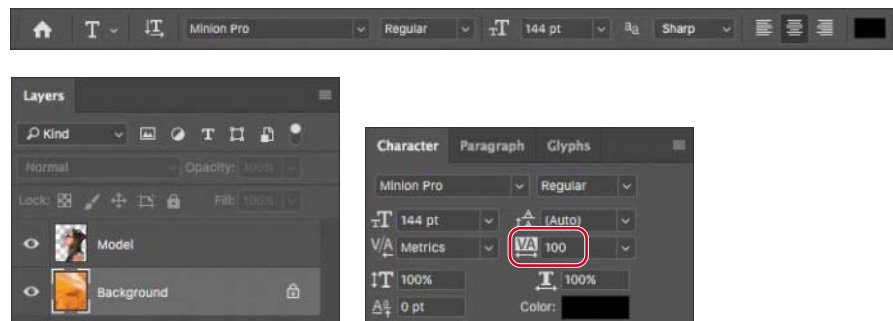 T Minion Pro Regular 144 pt aa Sharp
Layers
Kind T
Normal Opacity: 100%
Lock: Fill: 100%
Model
Background
Character Paragraph Glyphs
Minion Pro Regular
144 pt (Auto)
V/A Metrics VA 100
100% T 100%
0 pt Color: